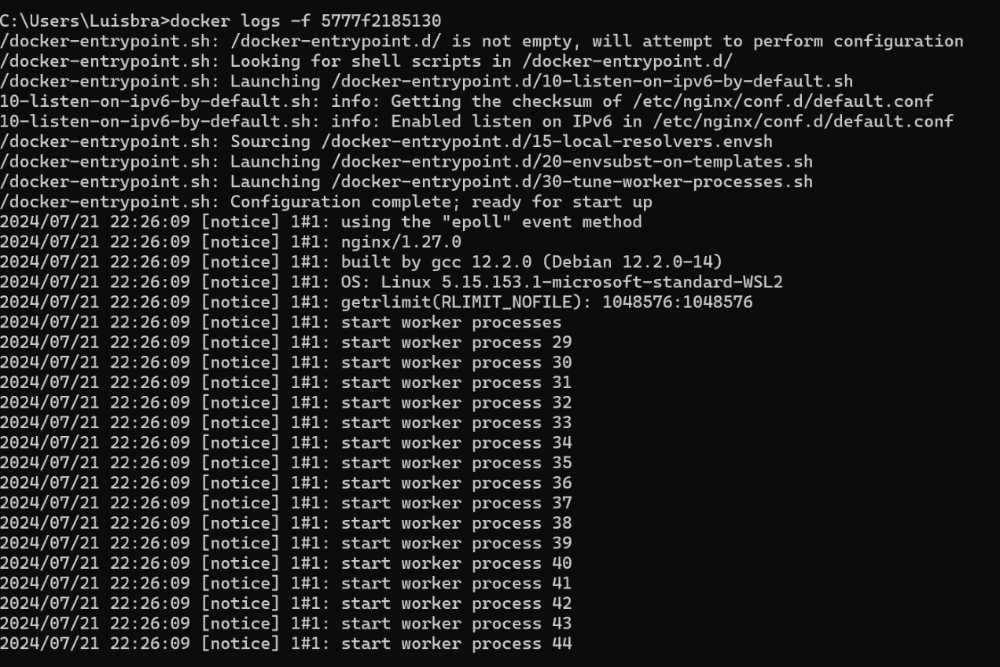 C:\Users\Luisbra>docker logs -f 5777f2185130
/docker-entrypoint.sh: /docker-entrypoint.d/ is not empty, will attempt to perform configuration
/docker-entrypoint.sh: Looking for shell scripts in /docker-entrypoint.d/
/docker-entrypoint.sh: Launching /docker-entrypoint.d/10-listen-on-ipv6-by-default.sh
10-listen-on-ipv6-by-default.sh: info: Getting the checksum of /etc/nginx/conf.d/default.conf
10-listen-on-ipv6-by-default.sh: info: Enabled listen on IPv6 in /etc/nginx/conf.d/default.conf
/docker-entrypoint.sh: Sourcing /docker-entrypoint.d/15-local-resolvers.envsh
/docker-entrypoint.sh: Launching /docker-entrypoint.d/20-envsubst-on-templates.sh
/docker-entrypoint.sh: Launching /docker-entrypoint.d/30-tune-worker-processes.sh
/docker-entrypoint.sh: Configuration complete; ready for start up
2024/07/21 22:26:09 [notice] 1#1: using the "epoll" event method
2024/07/21 22:26:09 [notice] 1#1: nginx/1.27.0
2024/07/21 22:26:09 [notice] 1#1: built by gcc 12.2.0 (Debian 12.2.0-14)
2024/07/21 22:26:09 [notice] 1#1: OS: Linux 5.15.153.1-microsoft-standard-WSL2
2024/07/21 22:26:09 [notice] 1#1: getrlimit(RLIMIT_NOFILE): 1048576:1048576
2024/07/21 22:26:09 [notice] 1#1: start worker processes
2024/07/21 22:26:09 [notice] 1#1: start worker process 29
2024/07/21 22:26:09 [notice] 1#1: start worker process 30
2024/07/21 22:26:09 [notice] 1#1: start worker process 31
2024/07/21 22:26:09 [notice] 1#1: start worker process 32
2024/07/21 22:26:09 [notice] 1#1: start worker process 33
2024/07/21 22:26:09 [notice] 1#1: start worker process 34
2024/07/21 22:26:09 [notice] 1#1: start worker process 35
2024/07/21 22:26:09 [notice] 1#1: start worker process 36
2024/07/21 22:26:09 [notice] 1#1: start worker process 37
2024/07/21 22:26:09 [notice] 1#1: start worker process 38
2024/07/21 22:26:09 [notice] 1#1: start worker process 39
2024/07/21 22:26:09 [notice] 1#1: start worker process 40
2024/07/21 22:26:09 [notice] 1#1: start worker process 41
2024/07/21 22:26:09 [notice] 1#1: start worker process 42
2024/07/21 22:26:09 [notice] 1#1: start worker process 43
2024/07/21 22:26:09 [notice] 1#1: start worker process 44